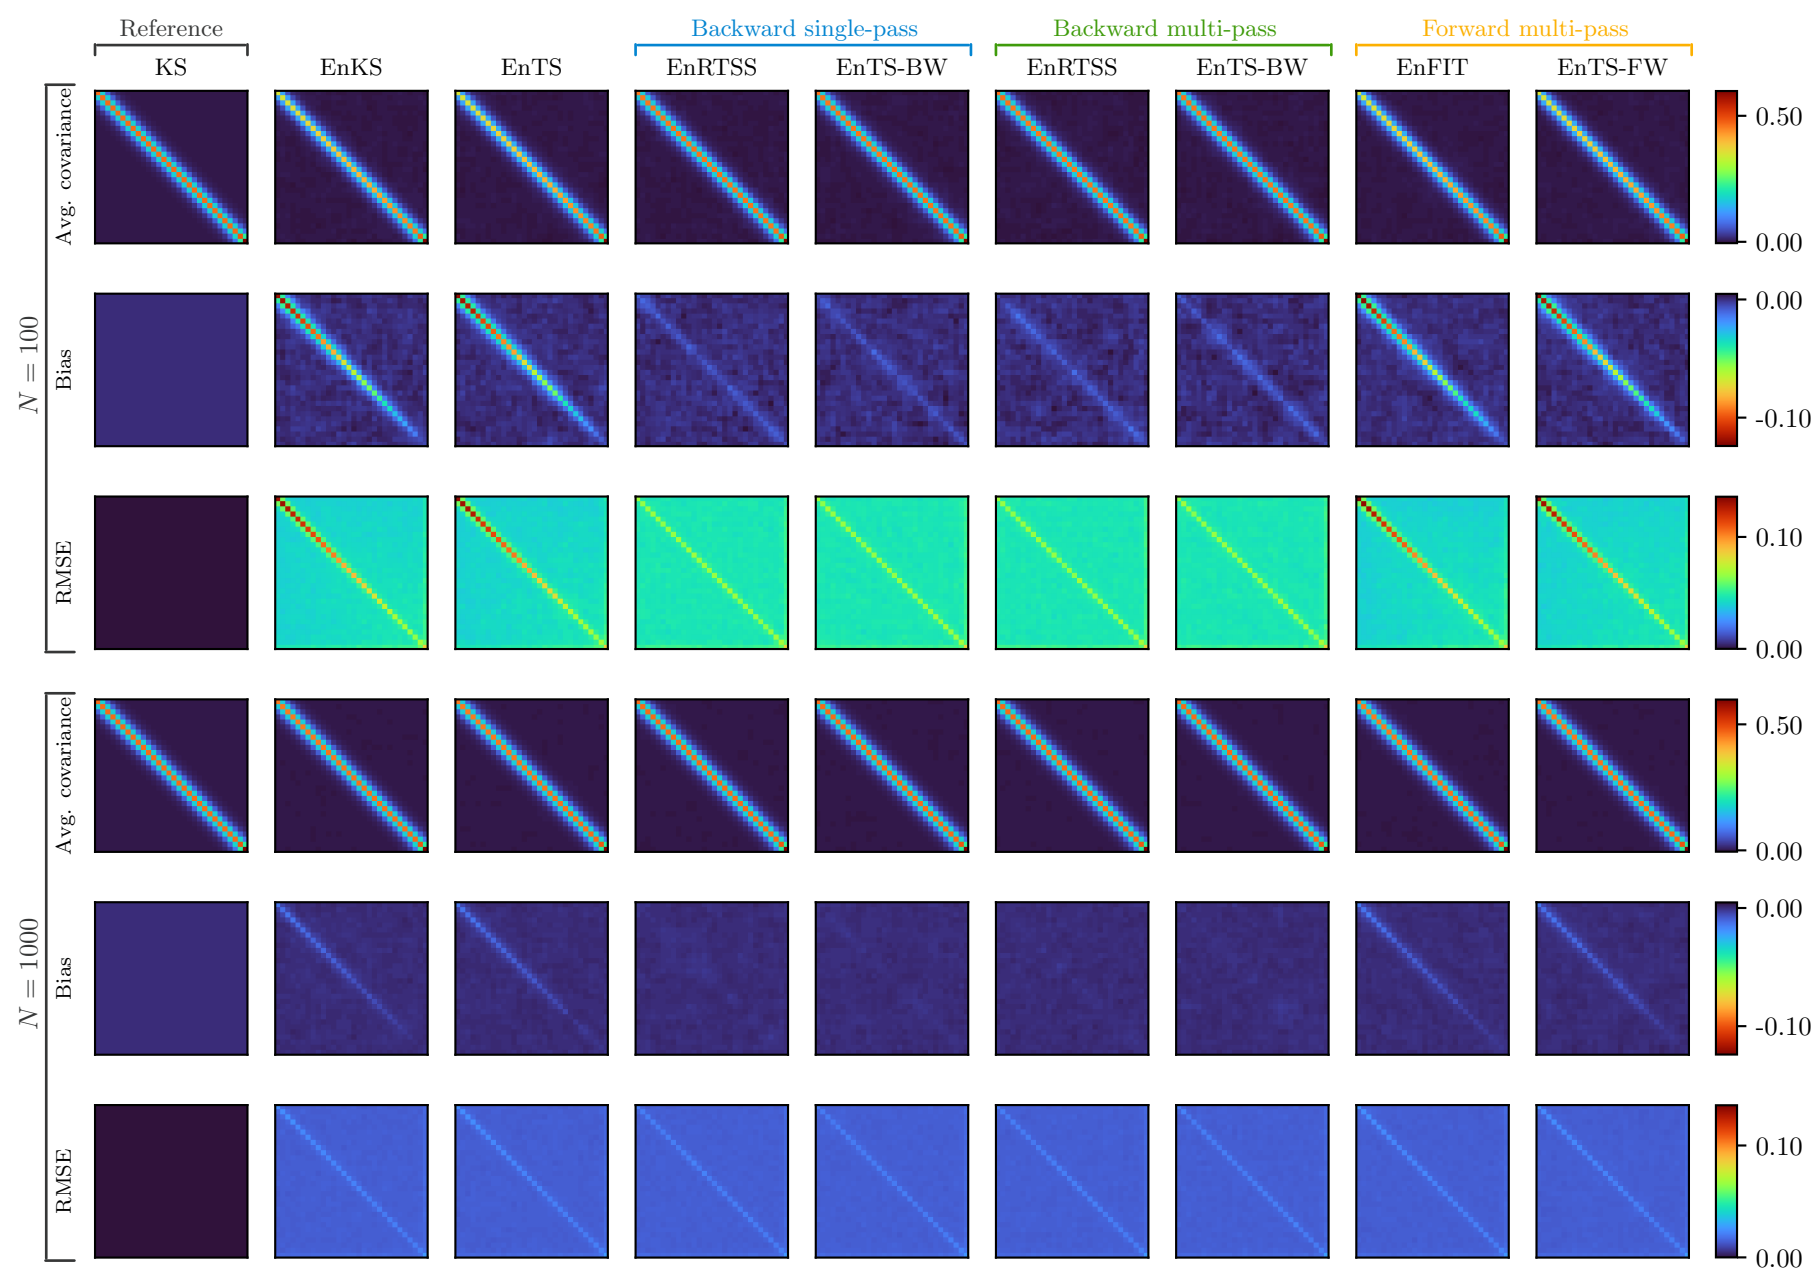 Reference Backward single-pass Backward multi-pass Forward multi-pass
KS EnKS EnTS EnRTSS EnTS-BW EnRTSS EnTS-BW EnFIT EnTS-FW
N = 100
Avg. covariance
0.50
0.00
Bias
0.00
-0.10
RMSE
0.10
0.00
N = 1000
Avg. covariance
0.50
0.00
Bias
0.00
-0.10
RMSE
0.10
0.00